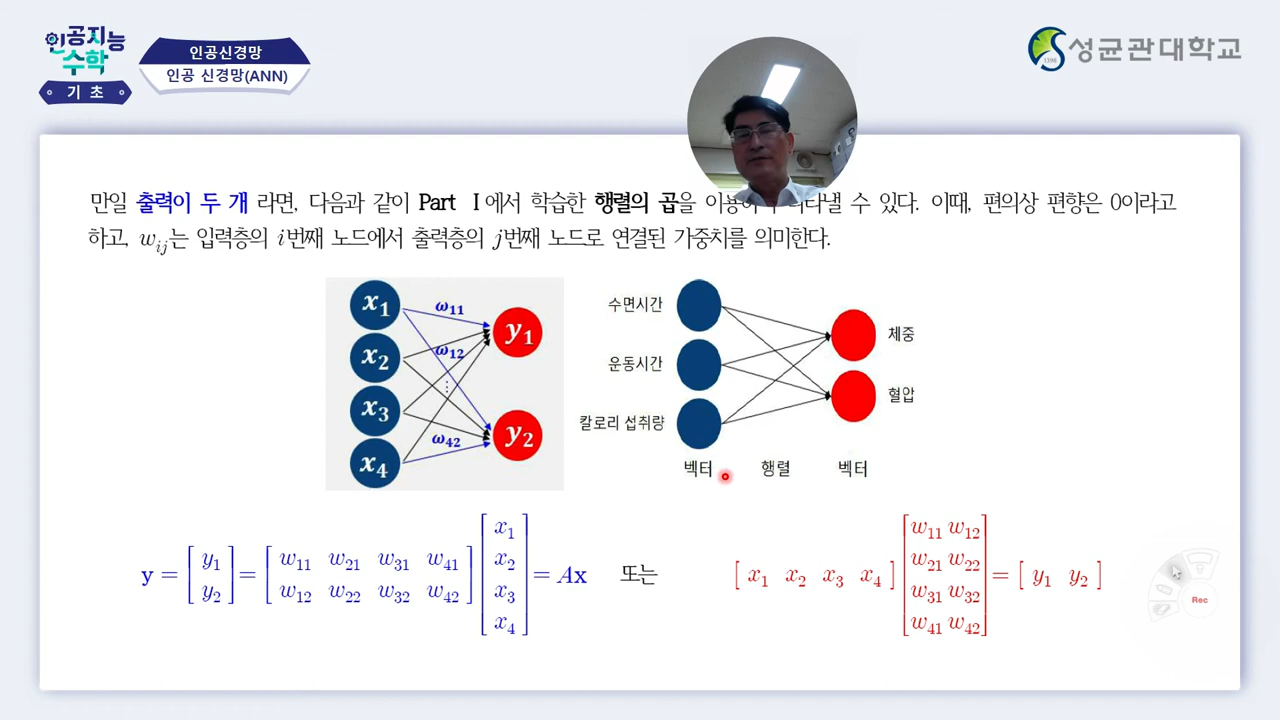 인공지능
수학
기 초
인공신경망
인공 신경망(ANN)
성균관대학교
1398
만일 출력이 두 개 라면, 다음과 같이 Part I 에서 학습한 행렬의 곱을 수 있다. 이때, 편의상 편향은 0이라고
하고, w_ij는 입력층의 i번째 노드에서 출력층의 j번째 노드로 연결된 가중치를 의미한다.
x1 ω11 y1
x2 ω12
⋮
x3
x4 ω42 y2
수면시간 체중
운동시간 혈압
칼로리 섭취량
벡터 행렬 벡터
y = [ y1 y2 ] = [ w11 w21 w31 w41 w12 w22 w32 w42 ] [ x1 x2 x3 x4 ] = Ax 또는 [ x1 x2 x3 x4 ] [ w11 w12 w21 w22 w31 w32 w41 w42 ] = [ y1 y2 ]
Rec